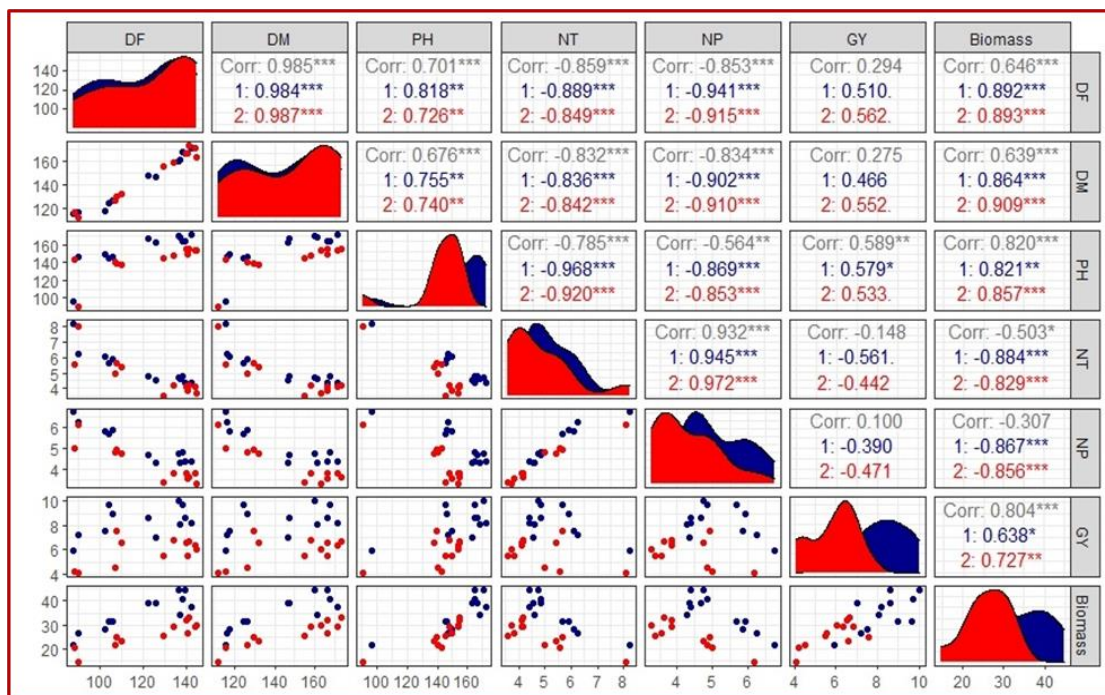 DF DM PH NT NP GY Biomass
140
120
100
Corr: 0.985*** Corr: 0.701*** Corr: -0.859*** Corr: -0.853*** Corr: 0.294 Corr: 0.646***
1: 0.984*** 1: 0.818** 1: -0.889*** 1: -0.941*** 1: 0.510. 1: 0.892***
2: 0.987*** 2: 0.726** 2: -0.849*** 2: -0.915*** 2: 0.562. 2: 0.893***
DF
160
140
120
Corr: 0.676*** Corr: -0.832*** Corr: -0.834*** Corr: 0.275 Corr: 0.639***
1: 0.755** 1: -0.836*** 1: -0.902*** 1: 0.466 1: 0.864***
2: 0.740** 2: -0.842*** 2: -0.910*** 2: 0.552. 2: 0.909***
DM
160
140
120
100
Corr: -0.785*** Corr: -0.564** Corr: 0.589** Corr: 0.820***
1: -0.968*** 1: -0.869*** 1: 0.579* 1: 0.821**
2: -0.920*** 2: -0.853*** 2: 0.533. 2: 0.857***
PH
8
7
6
5
4
Corr: 0.932*** Corr: -0.148 Corr: -0.503*
1: 0.945*** 1: -0.561. 1: -0.884***
2: 0.972*** 2: -0.442 2: -0.829***
NT
6
5
4
Corr: 0.100 Corr: -0.307
1: -0.390 1: -0.867***
2: -0.471 2: -0.856***
NP
10
8
6
4
Corr: 0.804***
1: 0.638*
2: 0.727**
GY
40
30
20
Biomass
100 120 140 120 140 160 100 120 140 160 4 5 6 7 8 4 5 6 4 6 8 10 20 30 40